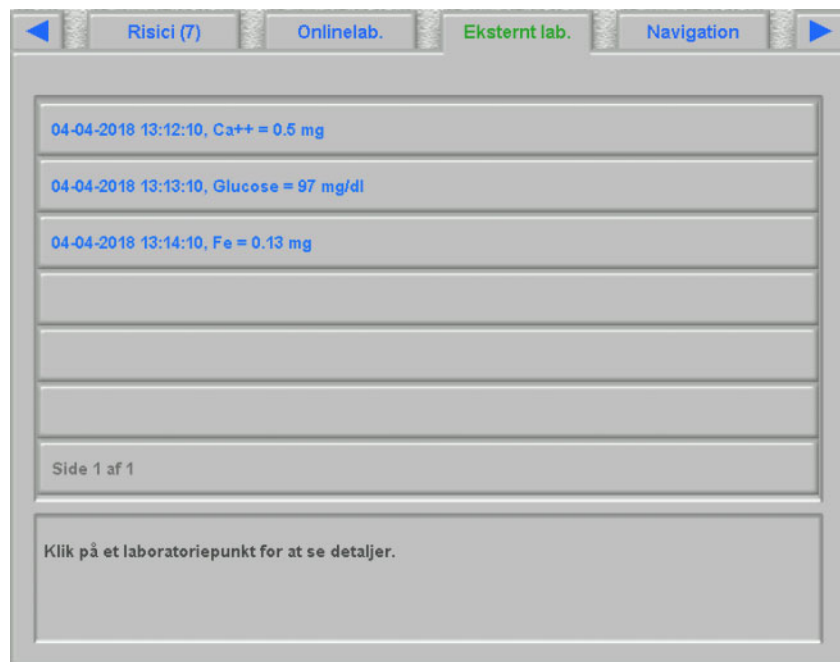 Risici (7) Onlinelab. Eksternt lab. Navigation
04-04-2018 13:12:10, Ca++ = 0.5 mg
04-04-2018 13:13:10, Glucose = 97 mg/dl
04-04-2018 13:14:10, Fe = 0.13 mg
Side 1 af 1
Klik på et laboratoriepunkt for at se detaljer.